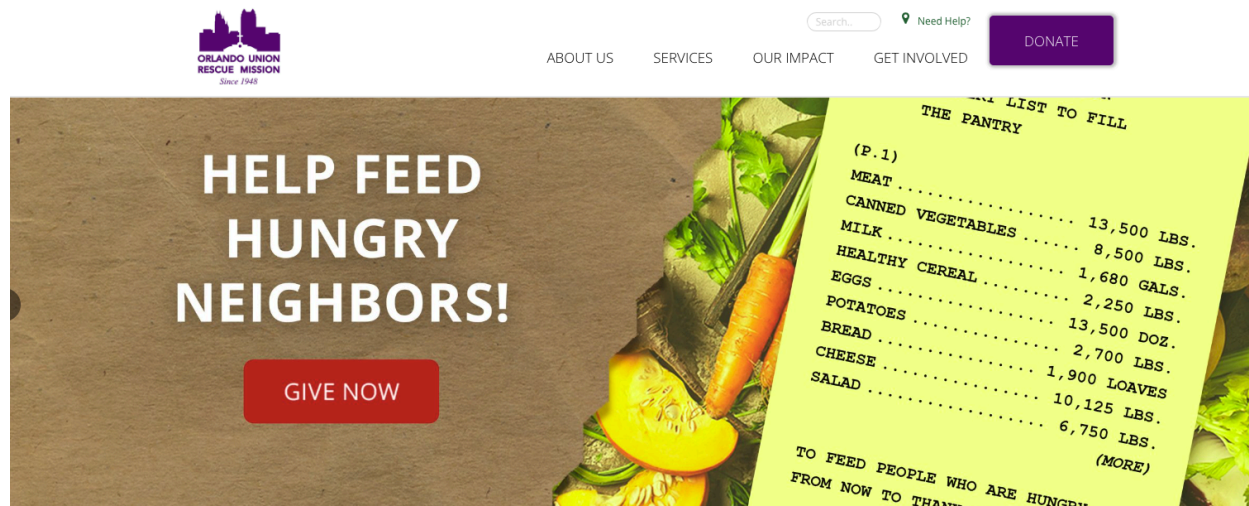 ORLANDO UNION
RESCUE MISSION
Since 1948
Search..
Need Help?
ABOUT US
SERVICES
OUR IMPACT
GET INVOLVED
DONATE
HELP FEED
HUNGRY
NEIGHBORS!
GIVE NOW
LIST TO FILL
THE PANTRY
(P.1)
MEAT ................. 13,500 LBS.
CANNED VEGETABLES ...... 8,500 LBS.
MILK ................. 1,680 GALS.
HEALTHY CEREAL ......... 2,250 LBS.
EGGS ................. 13,500 DOZ.
POTATOES .............. 2,700 LBS.
BREAD ............... 1,900 LOAVES
CHEESE ................ 10,125 LBS.
SALAD ................. 6,750 LBS.
(MORE)
TO FEED PEOPLE WHO ARE HUNGRY
FROM NOW TO